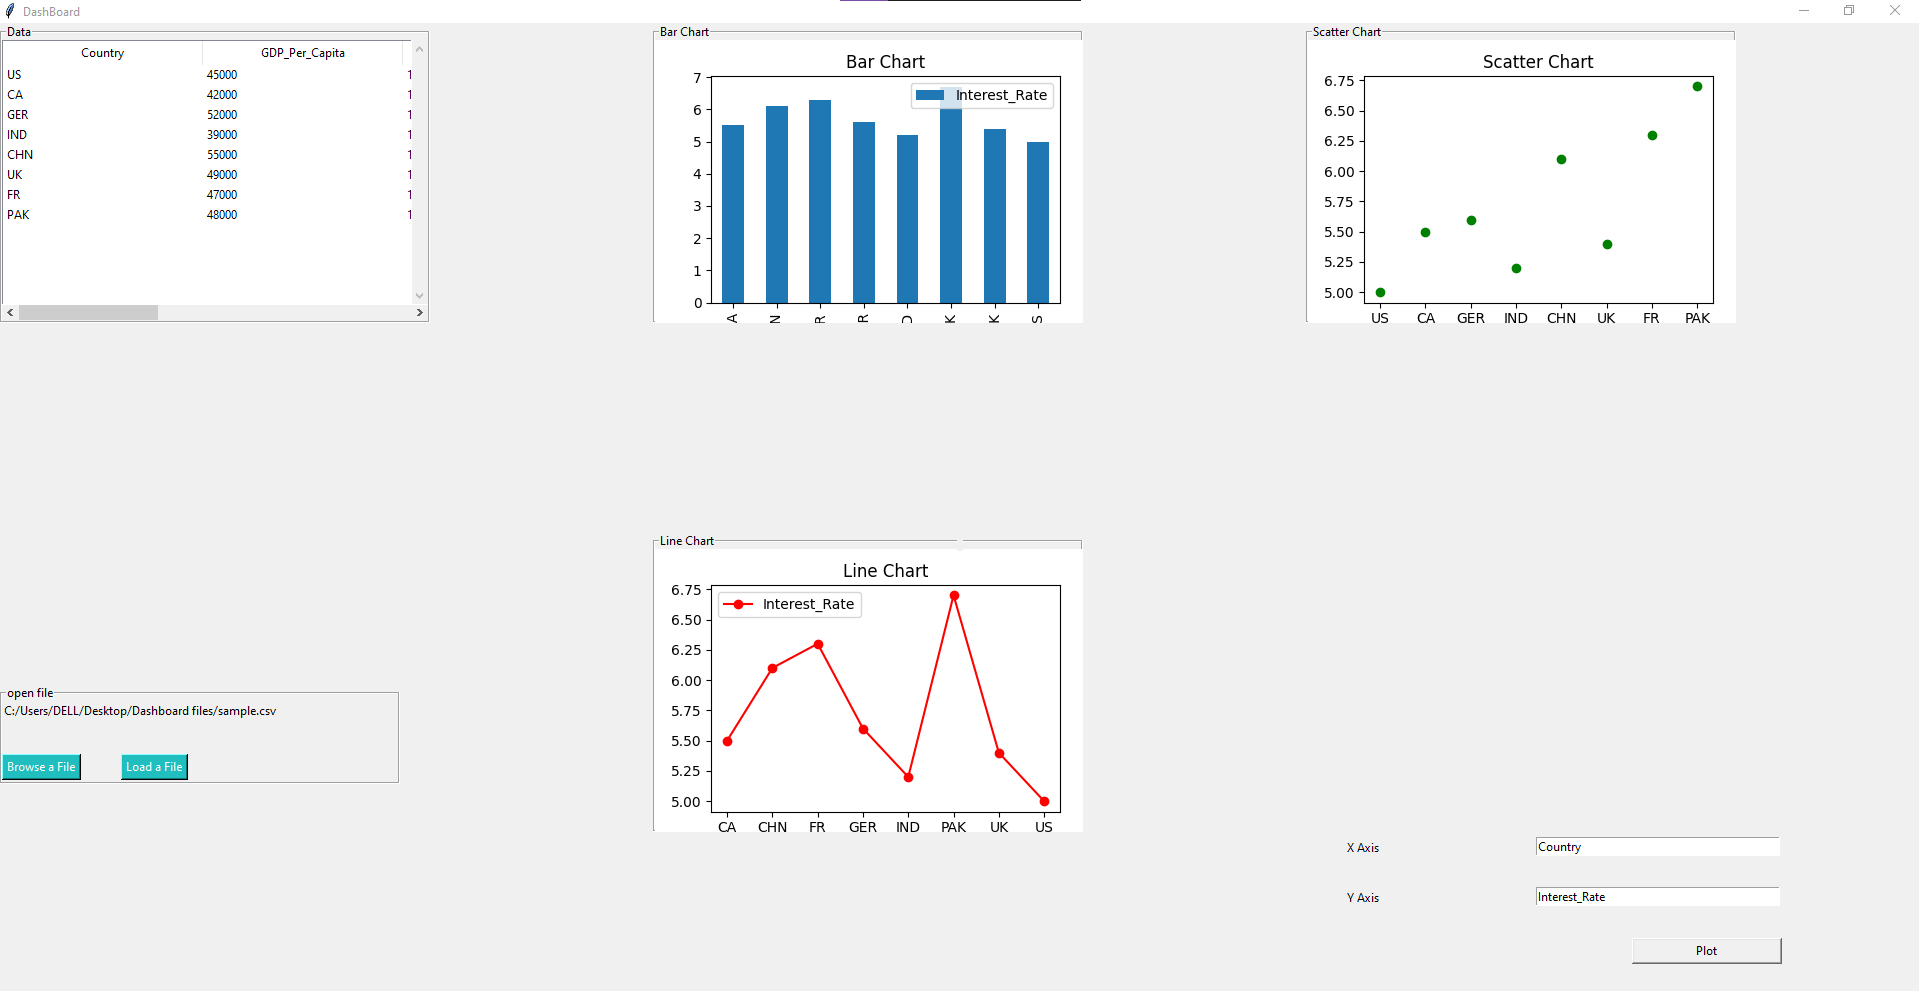 DashBoard
Data
Country GDP_Per_Capita
US 45000 1
CA 42000 1
GER 52000 1
IND 39000 1
CHN 55000 1
UK 49000 1
FR 47000 1
PAK 48000 1
Bar Chart
Bar Chart
Interest_Rate
7
6
5
4
3
2
1
0
A N R R D K K S
Scatter Chart
Scatter Chart
6.75
6.50
6.25
6.00
5.75
5.50
5.25
5.00
US CA GER IND CHN UK FR PAK
Line Chart
Line Chart
Interest_Rate
6.75
6.50
6.25
6.00
5.75
5.50
5.25
5.00
CA CHN FR GER IND PAK UK US
open file
C:/Users/DELL/Desktop/Dashboard files/sample.csv
Browse a File Load a File
X Axis Country
Y Axis Interest_Rate
Plot